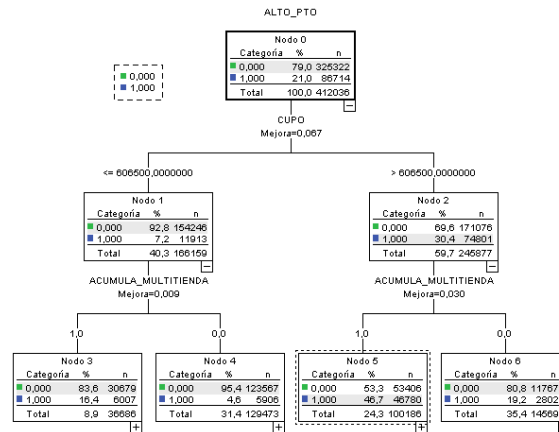 ALTO_PTO
Nodo 0
Categoría % n
0,000 79,0 325322
1,000 21,0 86714
Total 100,0 412036
0,000
1,000
CUPO
Mejora=0,067
<= 606500,0000000
> 606500,0000000
Nodo 1
Categoría % n
0,000 92,8 154246
1,000 7,2 11913
Total 40,3 166159
Nodo 2
Categoría % n
0,000 69,6 171076
1,000 30,4 74801
Total 59,7 245877
ACUMULA_MULTITIENDA
Mejora=0,009
ACUMULA_MULTITIENDA
Mejora=0,030
1,0
0,0
1,0
0,0
Nodo 3
Categoría % n
0,000 83,6 30679
1,000 16,4 6007
Total 8,9 36686
Nodo 4
Categoría % n
0,000 95,4 123567
1,000 4,6 5906
Total 31,4 129473
Nodo 5
Categoría % n
0,000 53,3 53406
1,000 46,7 46780
Total 24,3 100186
Nodo 6
Categoría % n
0,000 80,8 11767
1,000 19,2 2802
Total 35,4 14569